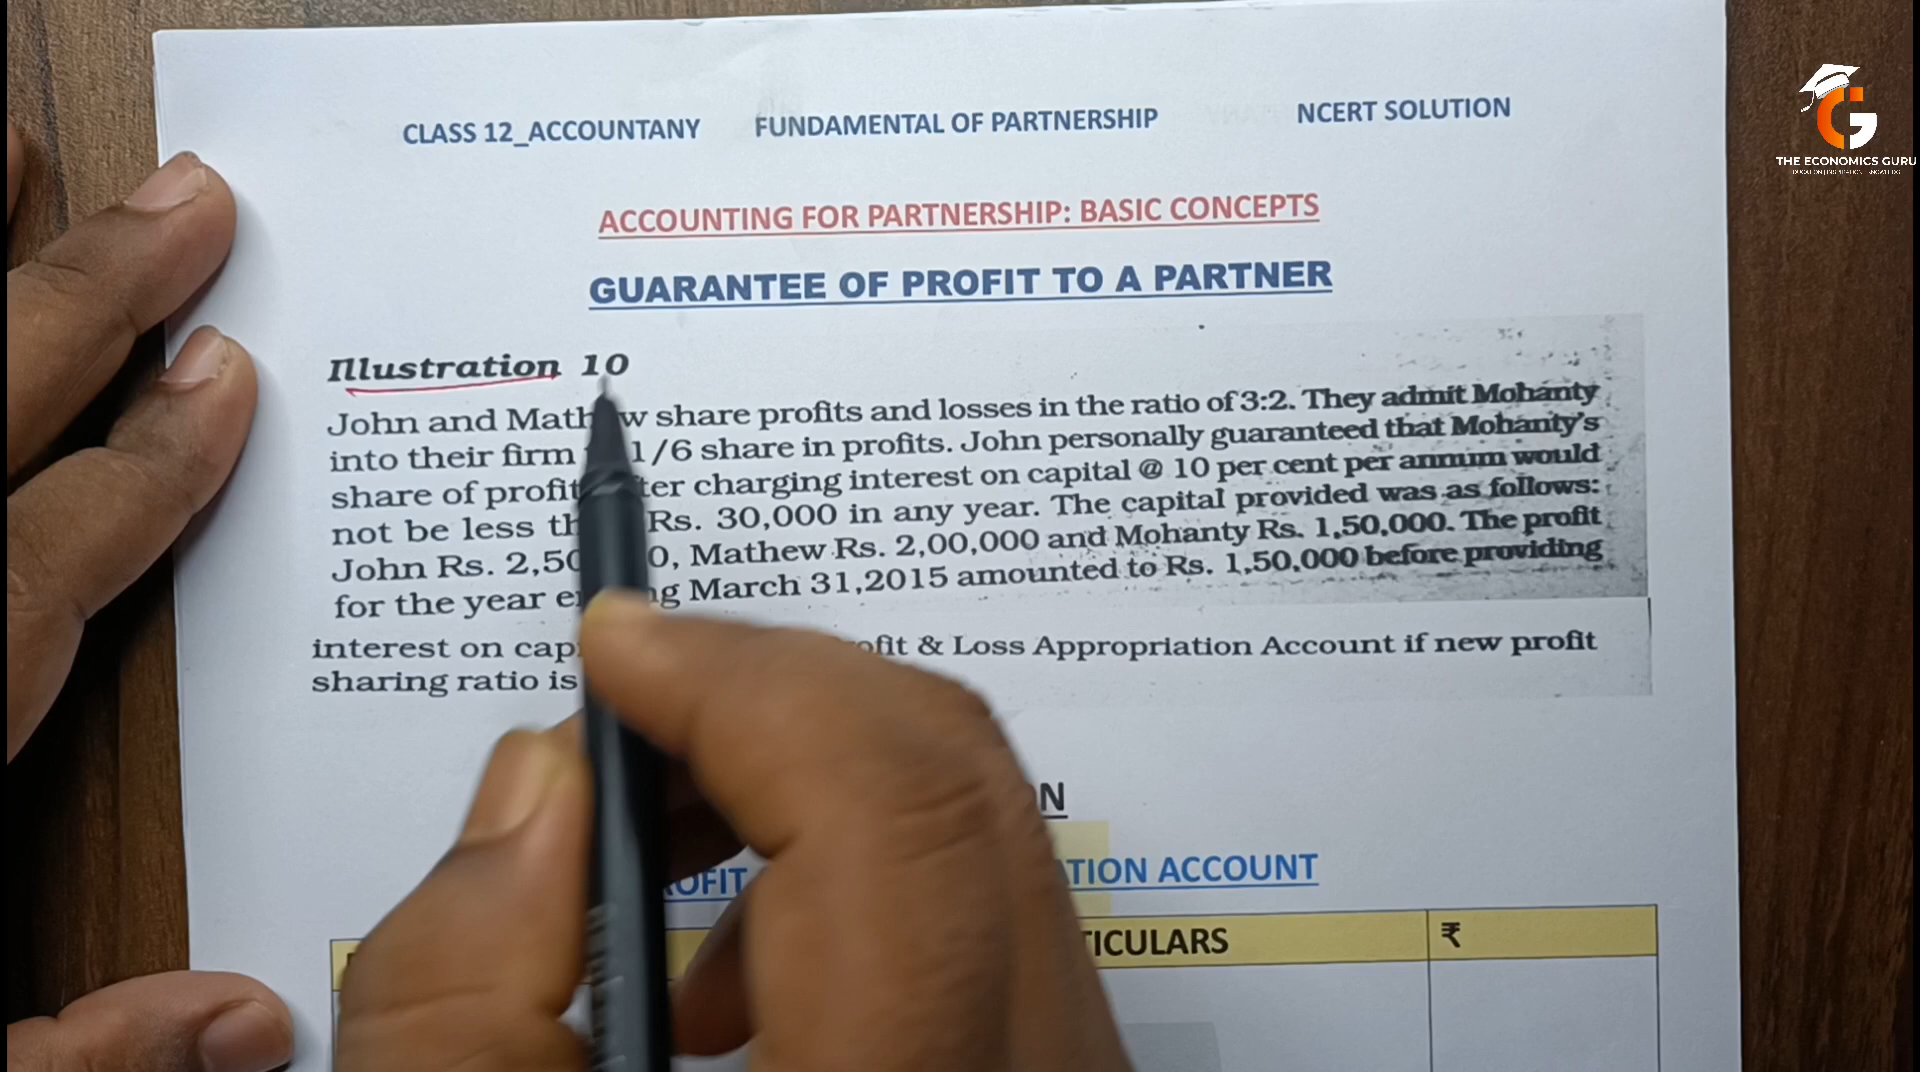 CLASS 12_ACCOUNTANY FUNDAMENTAL OF PARTNERSHIP NCERT SOLUTION
THE ECONOMICS GURU
ACCOUNTING FOR PARTNERSHIP: BASIC CONCEPTS
GUARANTEE OF PROFIT TO A PARTNER
Illustration 10
John and Math w share profits and losses in the ratio of 3:2. They admit Mohanty
into their firm 1/6 share in profits. John personally guaranteed that Mohanty's
share of profit ter charging interest on capital @ 10 per cent per annum would
not be less th Rs. 30,000 in any year. The capital provided was as follows:
John Rs. 2,50 0, Mathew Rs. 2,00,000 and Mohanty Rs. 1,50,000. The profit
for the year e g March 31,2015 amounted to Rs. 1,50,000 before providing
interest on cap ofit & Loss Appropriation Account if new profit
sharing ratio is
N
OFIT TION ACCOUNT
TICULARS ₹